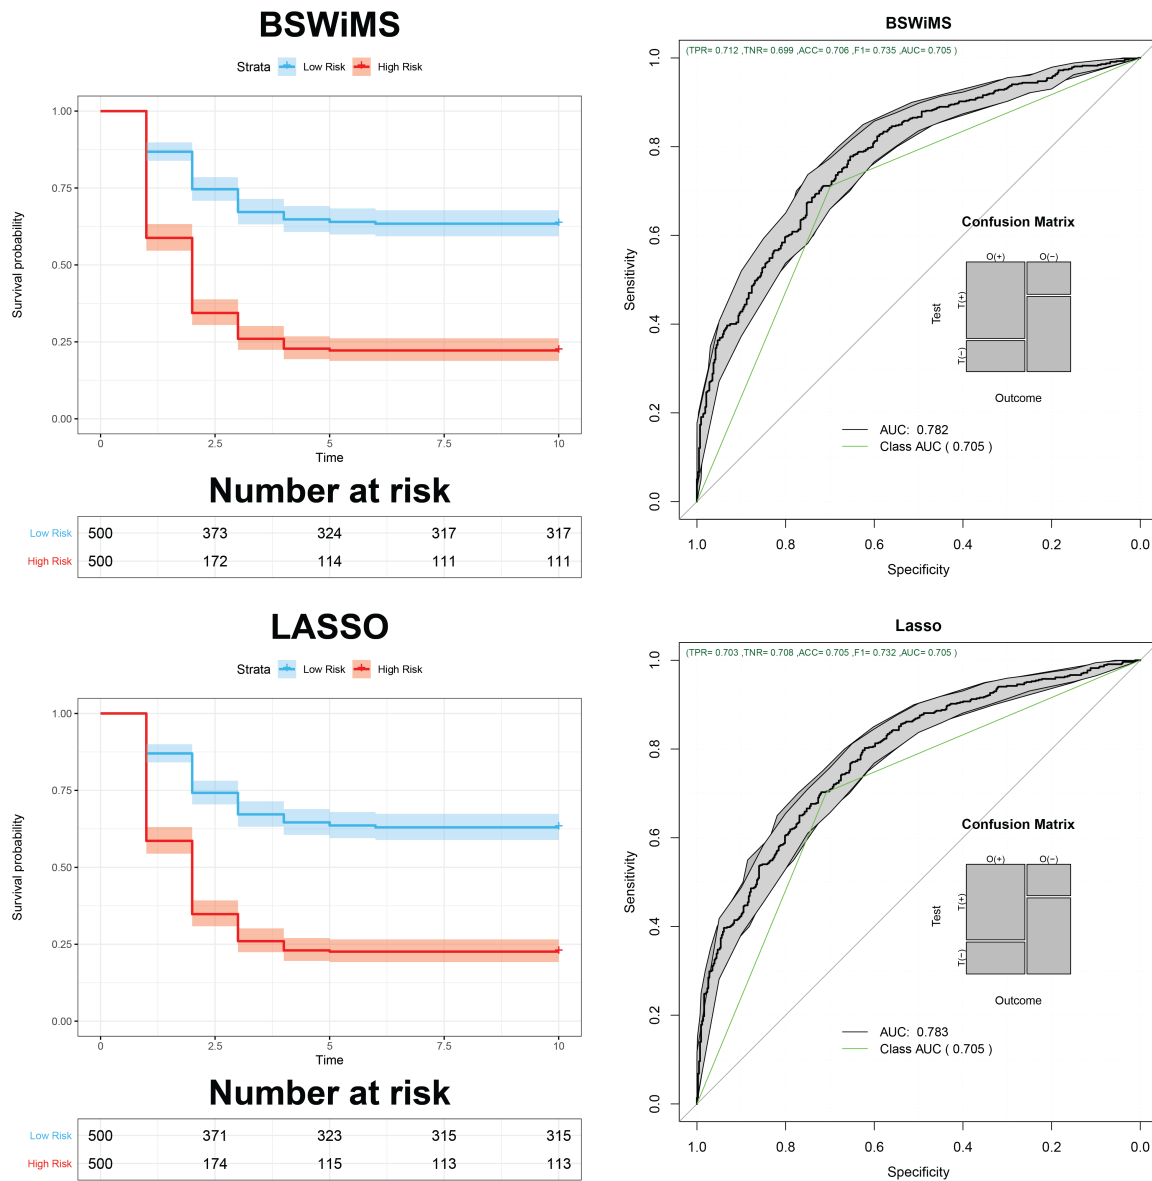 BSWiMS
Strata Low Risk High Risk
1.00
0.75
0.50
0.25
0.00
Survival probability
0 2.5 5 7.5 10
Time
Number at risk
Low Risk 500 373 324 317 317
High Risk 500 172 114 111 111
BSWiMS
(TPR= 0.712 ,TNR= 0.699 ,ACC= 0.706 ,F1= 0.735 ,AUC= 0.705 )
1.0
0.8
0.6
0.4
0.2
0.0
Sensitivity
Confusion Matrix
O(+) O(−)
T(+)
T(−)
Test
Outcome
AUC: 0.782
Class AUC ( 0.705 )
1.0 0.8 0.6 0.4 0.2 0.0
Specificity
LASSO
Strata Low Risk High Risk
1.00
0.75
0.50
0.25
0.00
Survival probability
0 2.5 5 7.5 10
Time
Number at risk
Low Risk 500 371 323 315 315
High Risk 500 174 115 113 113
Lasso
(TPR= 0.703 ,TNR= 0.708 ,ACC= 0.705 ,F1= 0.732 ,AUC= 0.705 )
1.0
0.8
0.6
0.4
0.2
0.0
Sensitivity
Confusion Matrix
O(+) O(−)
T(+)
T(−)
Test
Outcome
AUC: 0.783
Class AUC ( 0.705 )
1.0 0.8 0.6 0.4 0.2 0.0
Specificity